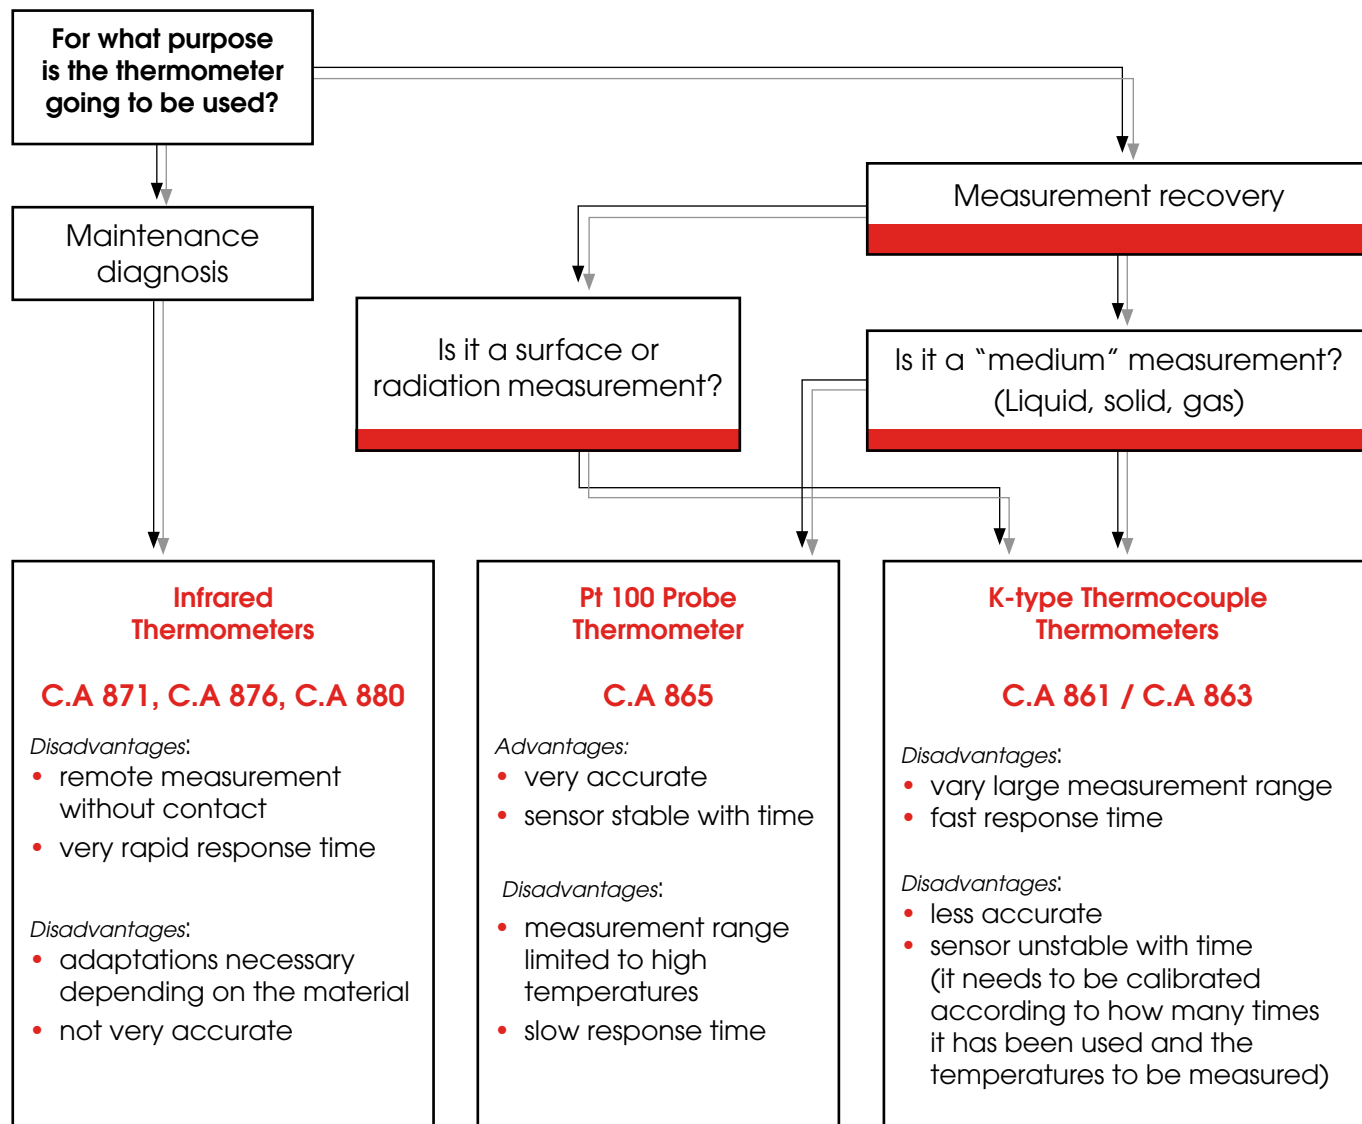 For what purpose
is the thermometer
going to be used?
Measurement recovery
Maintenance
diagnosis
Is it a surface or
radiation measurement?
Is it a “medium” measurement?
(Liquid, solid, gas)
Infrared
Thermometers
C.A 871, C.A 876, C.A 880
Disadvantages:
• remote measurement
without contact
• very rapid response time
Disadvantages:
• adaptations necessary
depending on the material
• not very accurate
Pt 100 Probe
Thermometer
C.A 865
Advantages:
• very accurate
• sensor stable with time
Disadvantages:
• measurement range
limited to high
temperatures
• slow response time
K-type Thermocouple
Thermometers
C.A 861 / C.A 863
Disadvantages:
• vary large measurement range
• fast response time
Disadvantages:
• less accurate
• sensor unstable with time
(it needs to be calibrated
according to how many times
it has been used and the
temperatures to be measured)